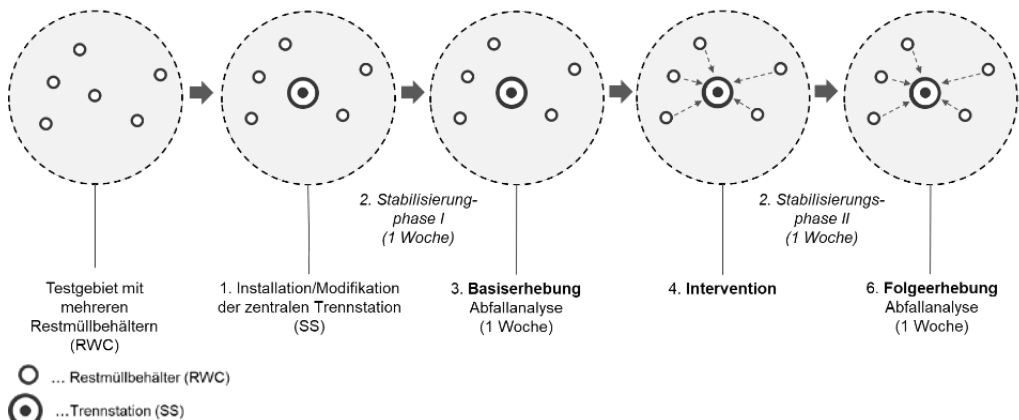 2. Stabilisierung-
phase I
(1 Woche)
2. Stabilisierungs-
phase II
(1 Woche)
Testgebiet mit
mehreren
Restmüllbehältern
(RWC)
1. Installation/Modifikation
der zentralen Trennstation
(SS)
3. Basiserhebung
Abfallanalyse
(1 Woche)
4. Intervention
6. Folgeerhebung
Abfallanalyse
(1 Woche)
... Restmüllbehälter (RWC)
...Trennstation (SS)